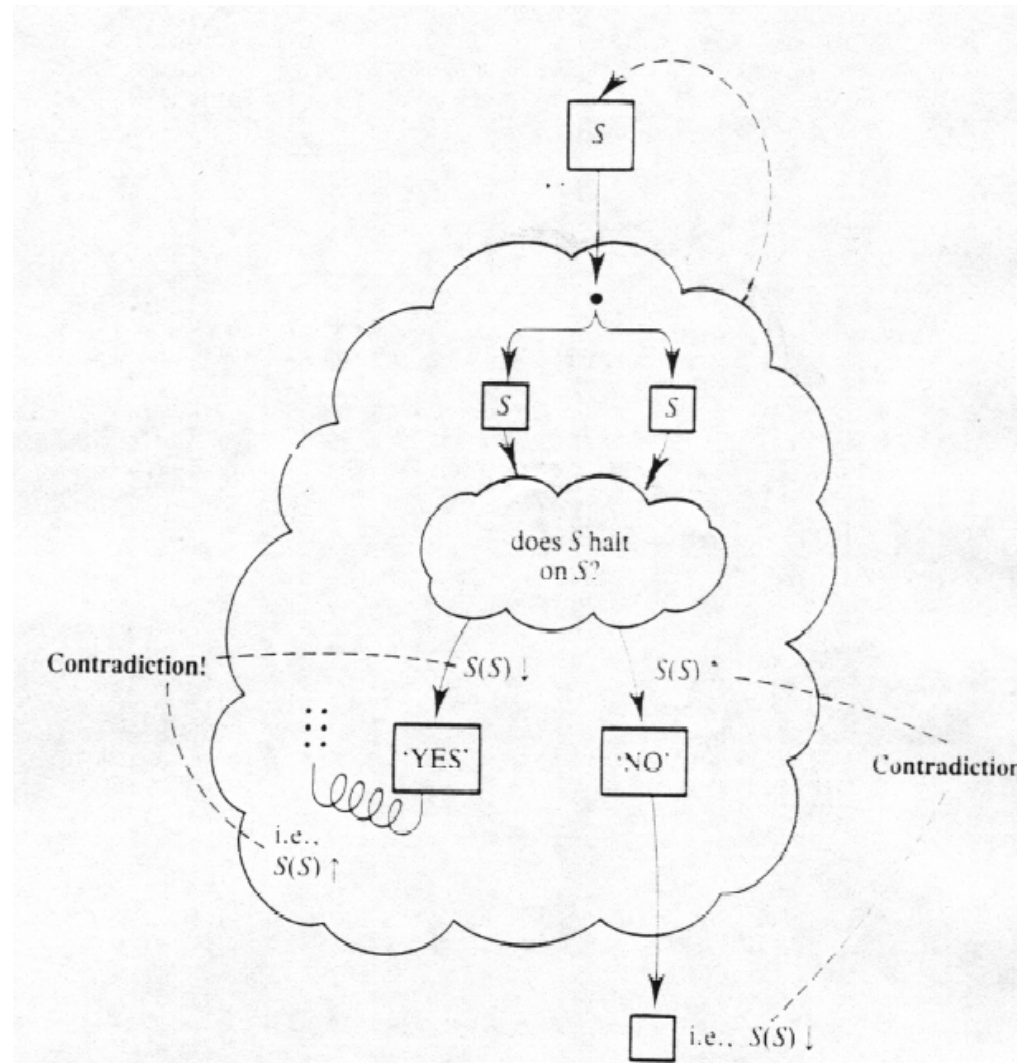 S
S
S
does S halt
on S?
Contradiction!
S(S) ↓
S(S)
'YES'
'NO'
Contradiction
i.e.,
S(S) ↑
i.e., S(S) ↓